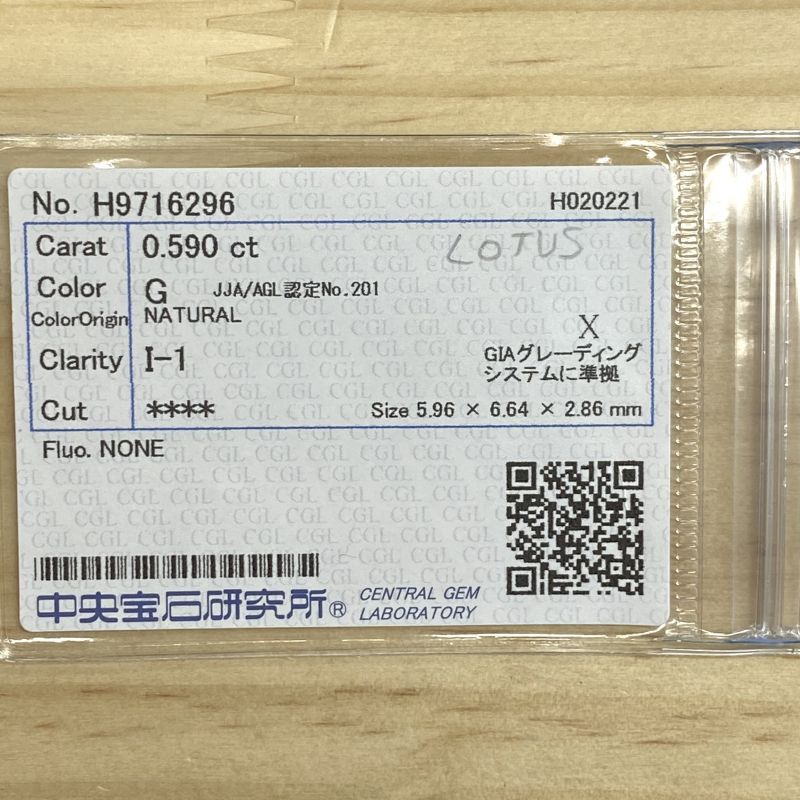 No. H9716296 H020221
Carat 0.590 ct LOTUS
Color G JJA/AGL認定No.201
ColorOrigin NATURAL
X
Clarity I-1 GIAグレーディング
システムに準拠
Cut **** Size 5.96 × 6.64 × 2.86 mm
Fluo. NONE
中央宝石研究所® CENTRAL GEM
LABORATORY